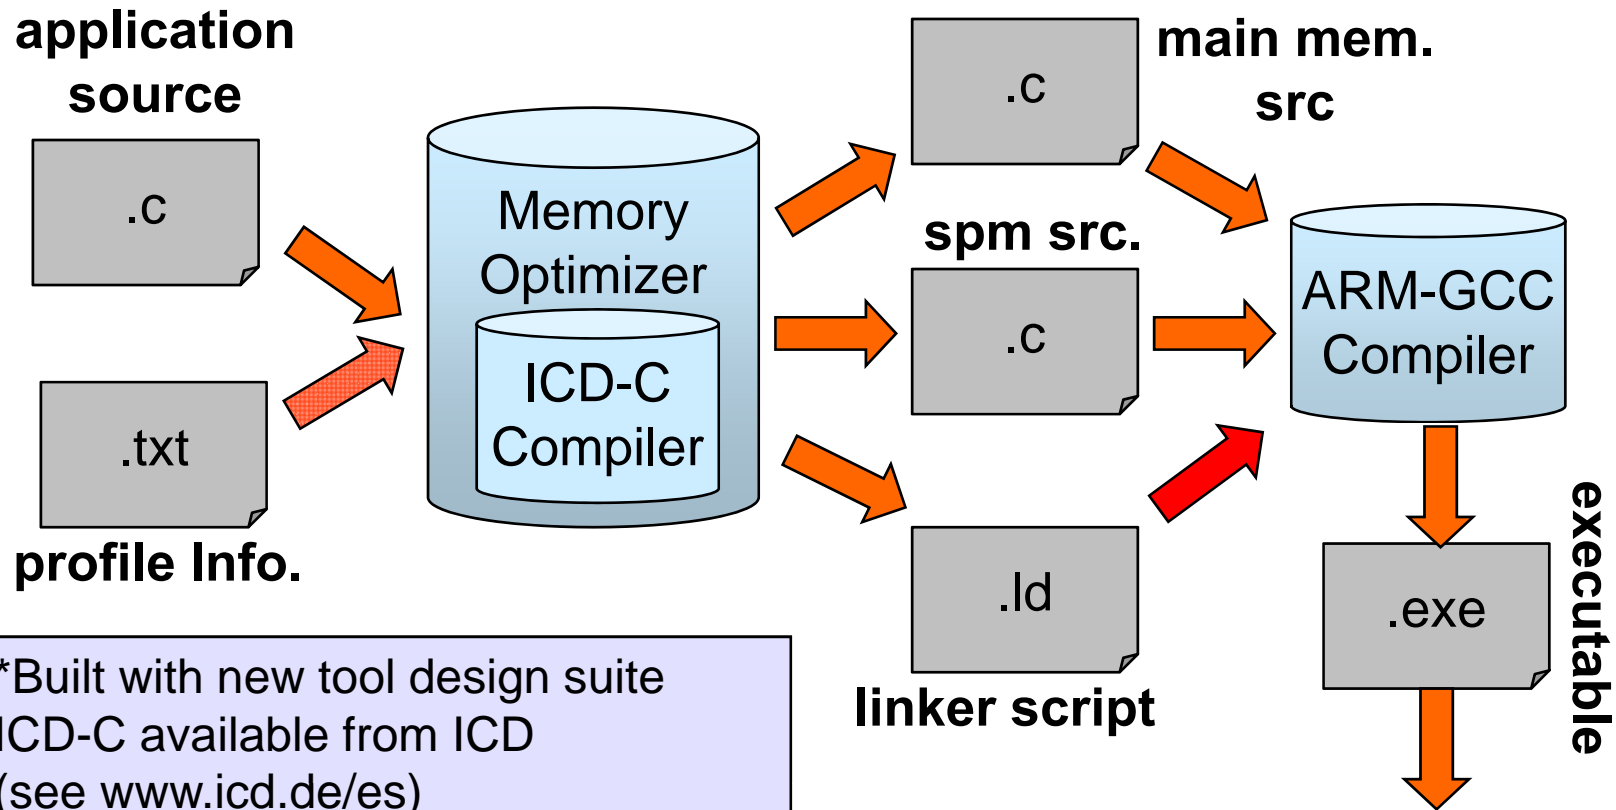 application
source
.c
.txt
profile Info.
Memory
Optimizer
ICD-C
Compiler
.c
main mem.
src
spm src.
.c
.ld
linker script
ARM-GCC
Compiler
.exe
executable
*Built with new tool design suite
ICD-C available from ICD
(see www.icd.de/es)